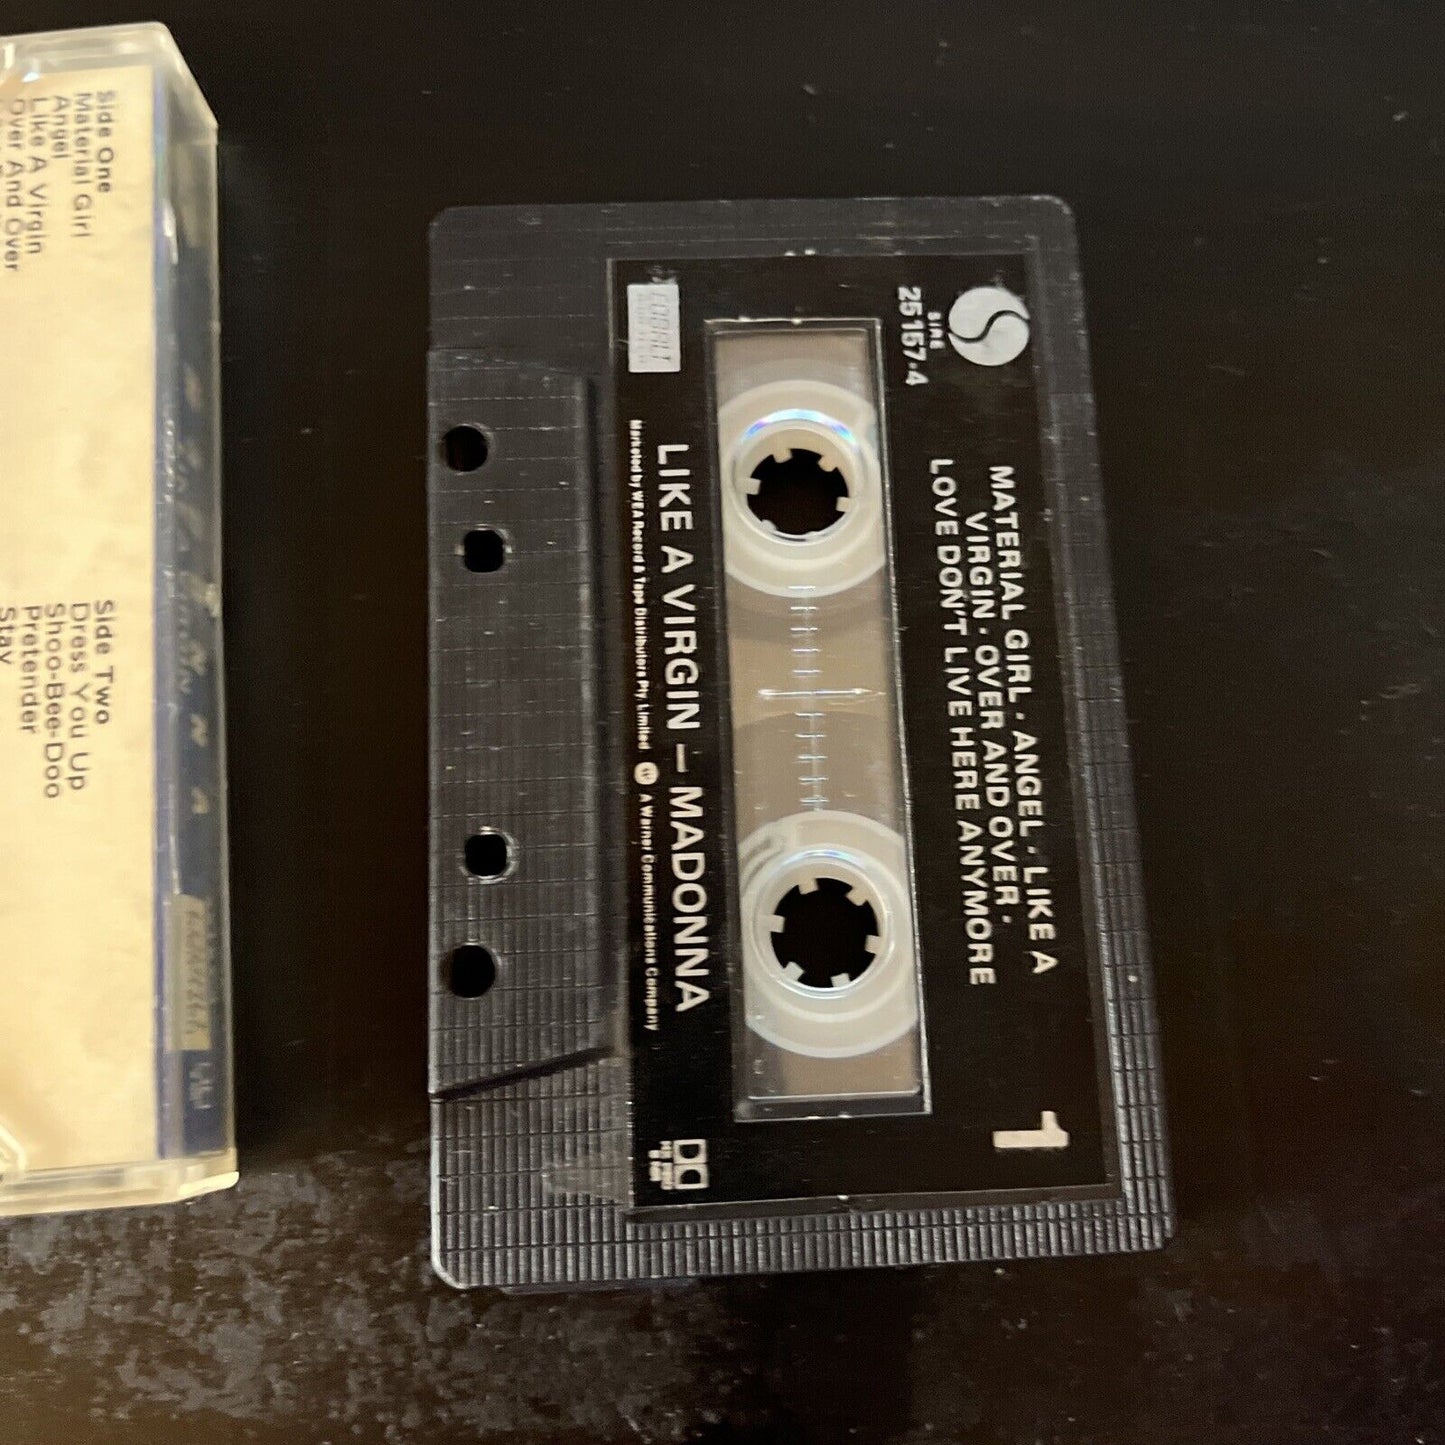 Side One
Material Girl
Angel
Like A Virgin
Over And Over
Side Two
Dress You Up
Shoo-Bee-Doo
Pretender
Stay
SIRE
25157-4
MATERIAL GIRL · ANGEL · LIKE A
VIRGIN · OVER AND OVER ·
LOVE DON'T LIVE HERE ANYMORE
1
LIKE A VIRGIN – MADONNA
Marketed by WEA Record & Tape Distributors Pty. Limited A Warner Communications Company
COBALT